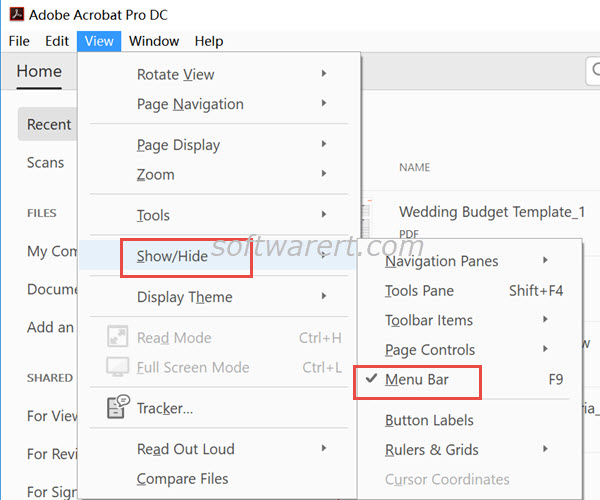 Adobe Acrobat Pro DC
File Edit View Window Help
Home
Recent
Scans
FILES
My Com
Docume
Add an
SHARED
For View
For Revi
For Sign
Rotate View
Page Navigation
Page Display
Zoom
Tools
Show/Hide
Display Theme
Read Mode Ctrl+H
Full Screen Mode Ctrl+L
Tracker...
Read Out Loud
Compare Files
NAME
Wedding Budget Template_1
PDF
softwarert.com
Navigation Panes
Tools Pane Shift+F4
Toolbar Items
Page Controls
Menu Bar F9
Button Labels
Rulers & Grids
Cursor Coordinates